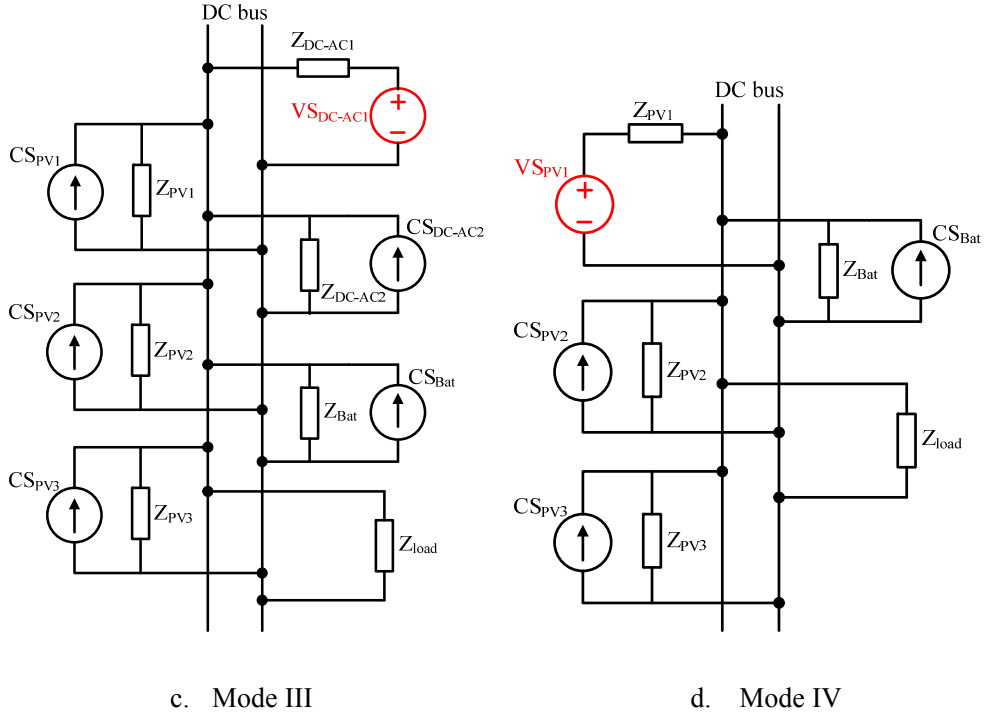 DC bus
Z_DC-AC1
VS_DC-AC1
+
−
CS_PV1
Z_PV1
CS_DC-AC2
Z_DC-AC2
CS_PV2
Z_PV2
CS_Bat
Z_Bat
CS_PV3
Z_PV3
Z_load
c. Mode III
DC bus
Z_PV1
VS_PV1
+
−
CS_Bat
Z_Bat
CS_PV2
Z_PV2
Z_load
CS_PV3
Z_PV3
d. Mode IV